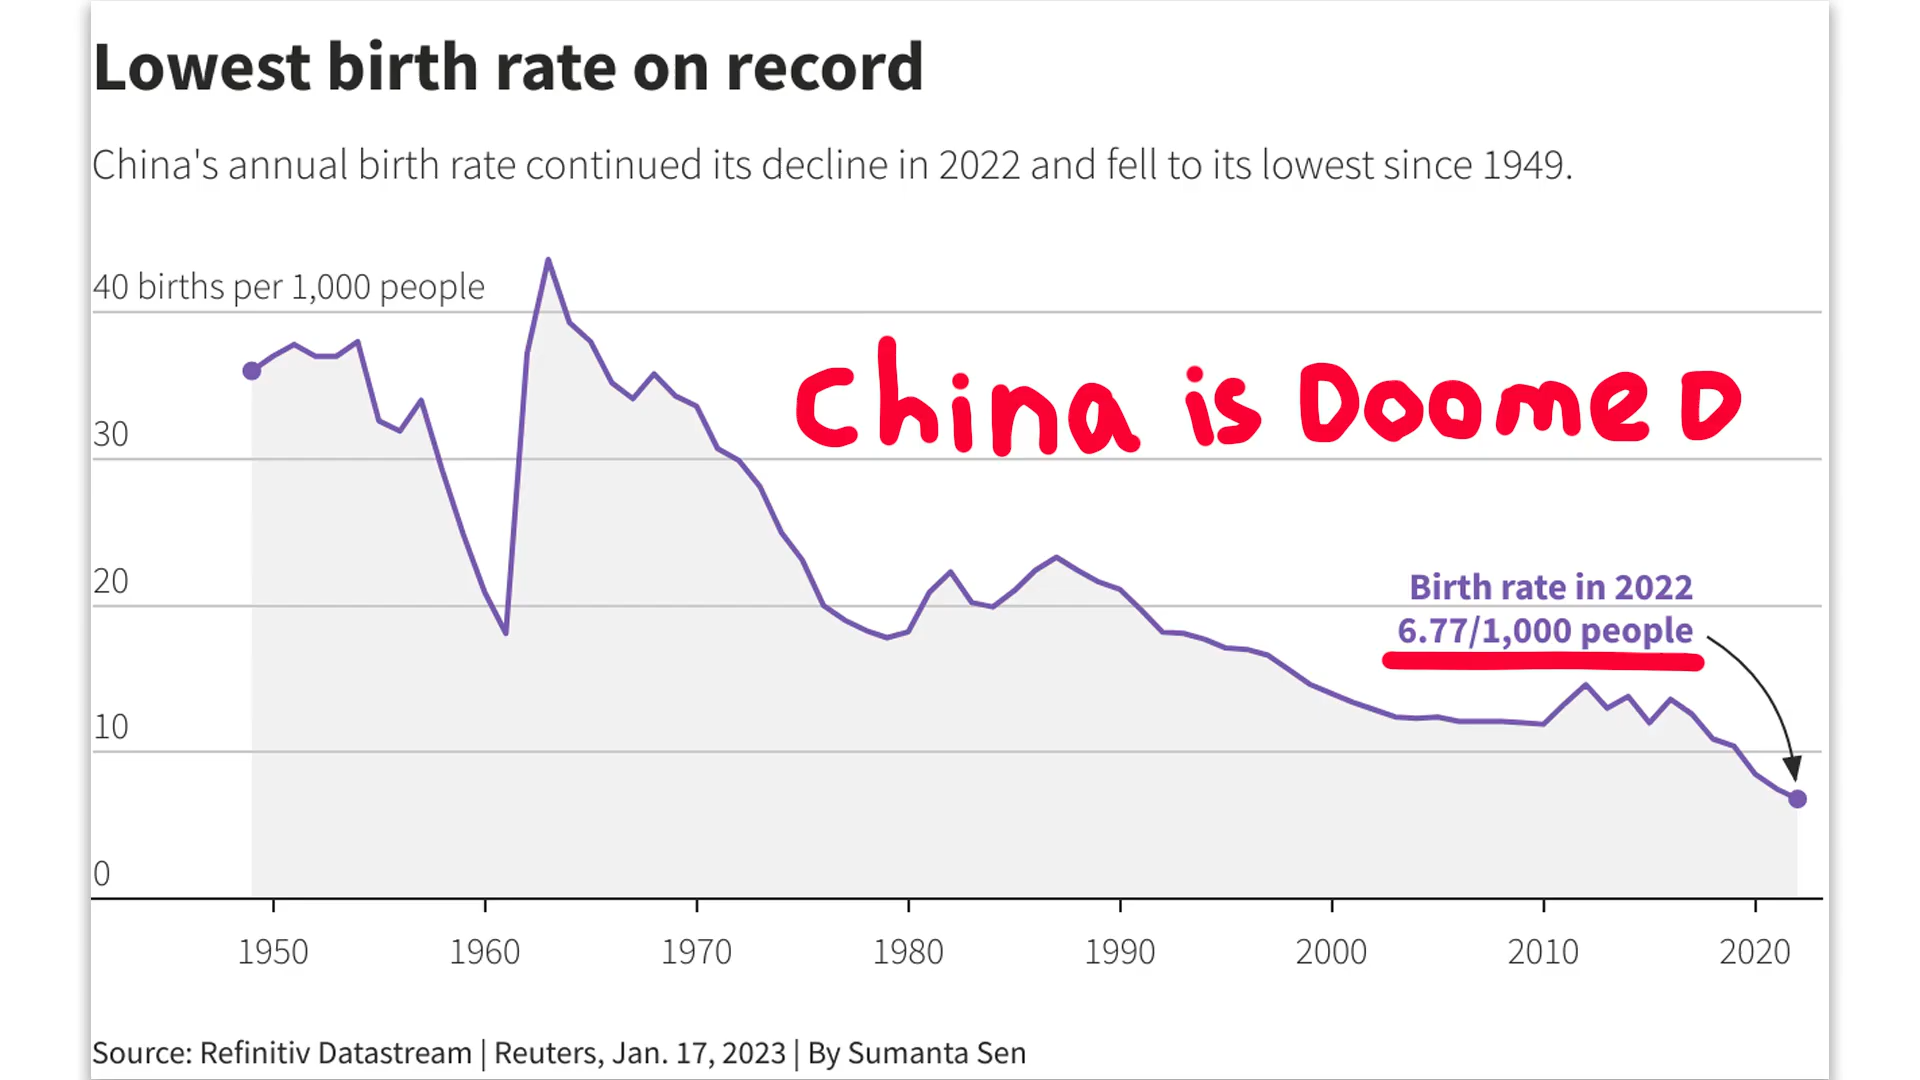 Lowest birth rate on record
China's annual birth rate continued its decline in 2022 and fell to its lowest since 1949.
40 births per 1,000 people
China is DoomeD
30
20
Birth rate in 2022
6.77/1,000 people
10
0
1950 1960 1970 1980 1990 2000 2010 2020
Source: Refinitiv Datastream | Reuters, Jan. 17, 2023 | By Sumanta Sen